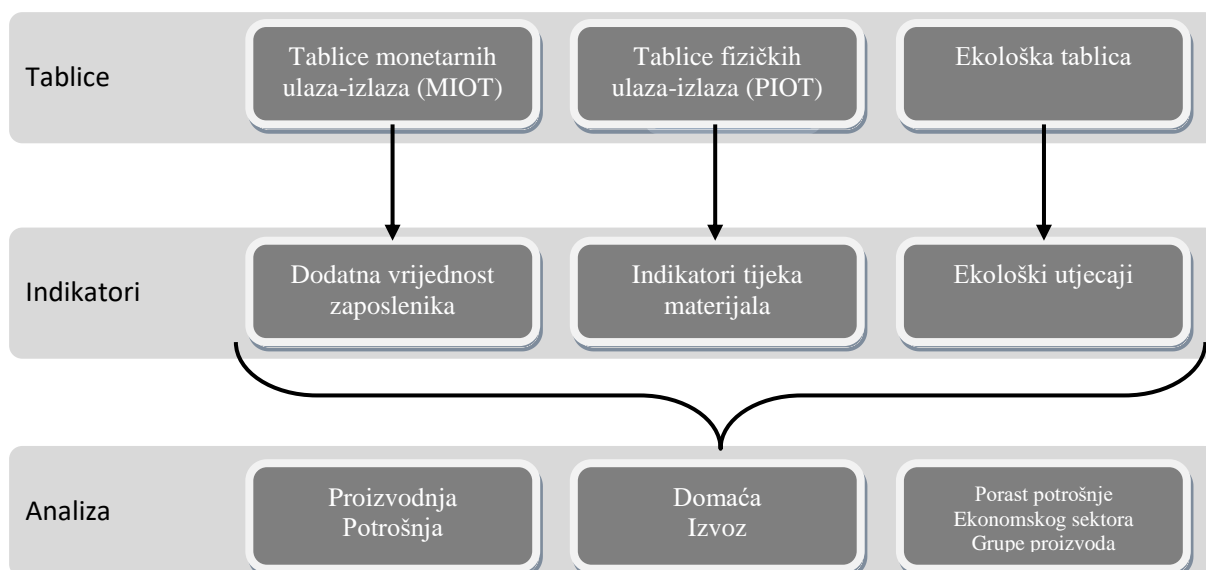 Tablice
Tablice monetarnih
ulaza-izlaza (MIOT)
Tablice fizičkih
ulaza-izlaza (PIOT)
Ekološka tablica
Indikatori
Dodatna vrijednost
zaposlenika
Indikatori tijeka
materijala
Ekološki utjecaji
Analiza
Proizvodnja
Potrošnja
Domaća
Izvoz
Porast potrošnje
Ekonomskog sektora
Grupe proizvoda